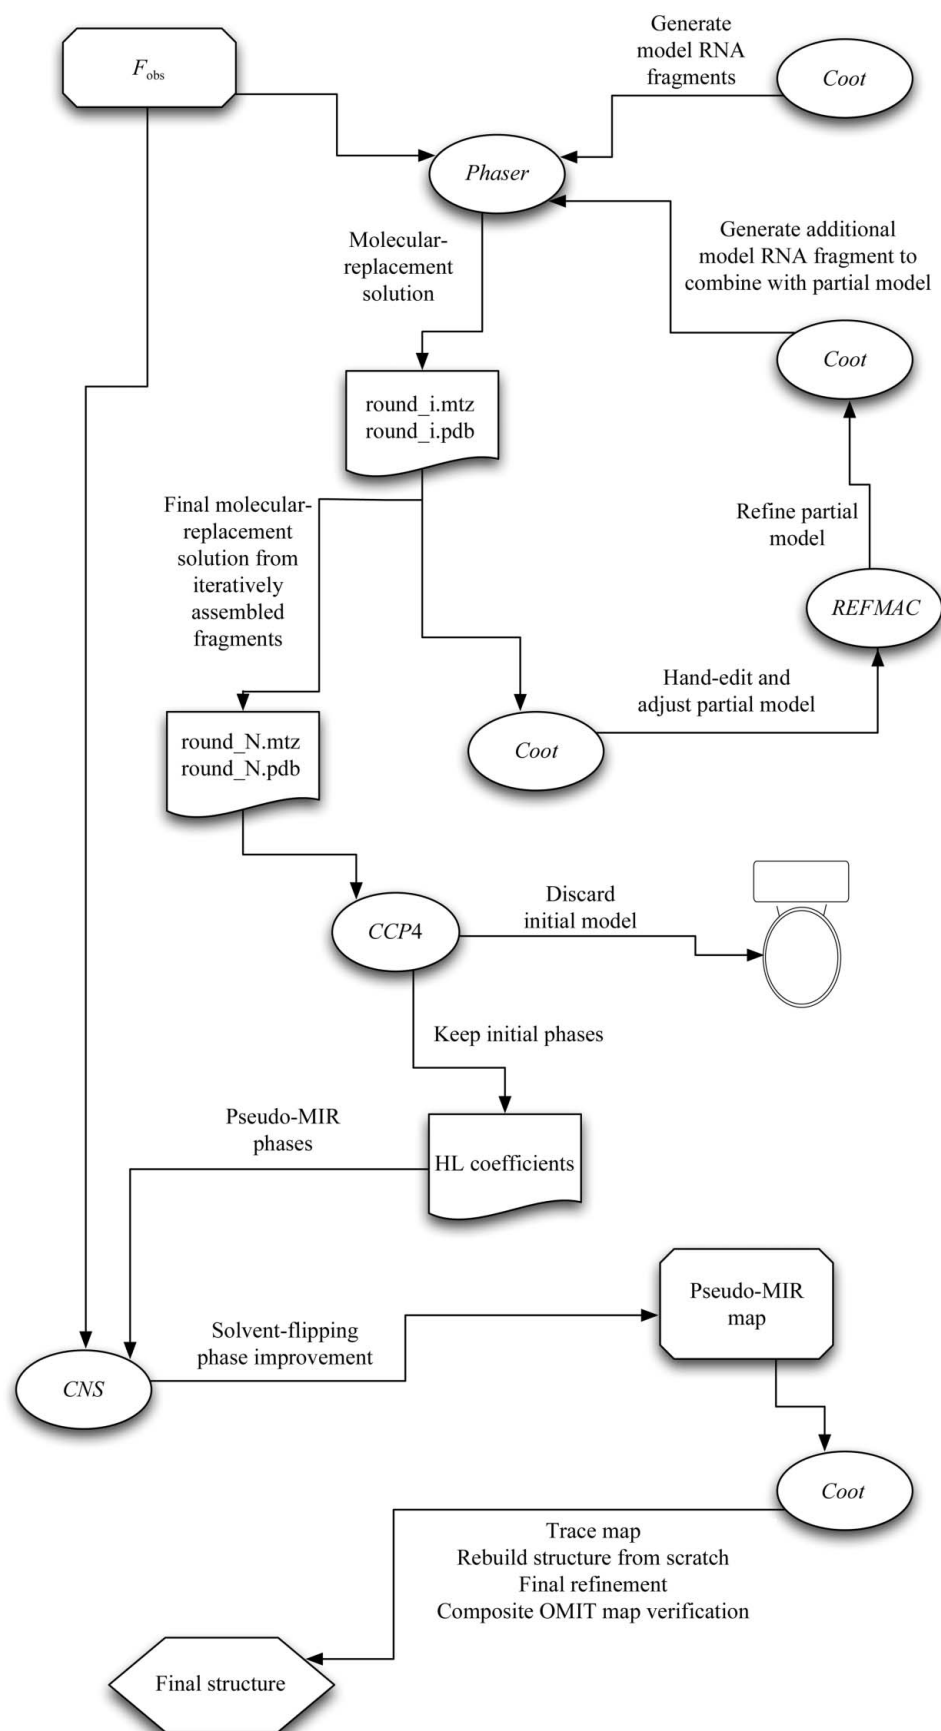 Generate
model RNA
fragments
F obs
Coot
Phaser
Molecular-
replacement
solution
Generate additional
model RNA fragment to
combine with partial model
Coot
round_i.mtz
round_i.pdb
Final molecular-
replacement
solution from
iteratively
assembled
fragments
Refine partial
model
REFMAC
Hand-edit and
adjust partial model
Coot
round_N.mtz
round_N.pdb
CCP4
Discard
initial model
Keep initial phases
Pseudo-MIR
phases
HL coefficients
Pseudo-MIR
map
Solvent-flipping
phase improvement
CNS
Coot
Trace map
Rebuild structure from scratch
Final refinement
Composite OMIT map verification
Final structure